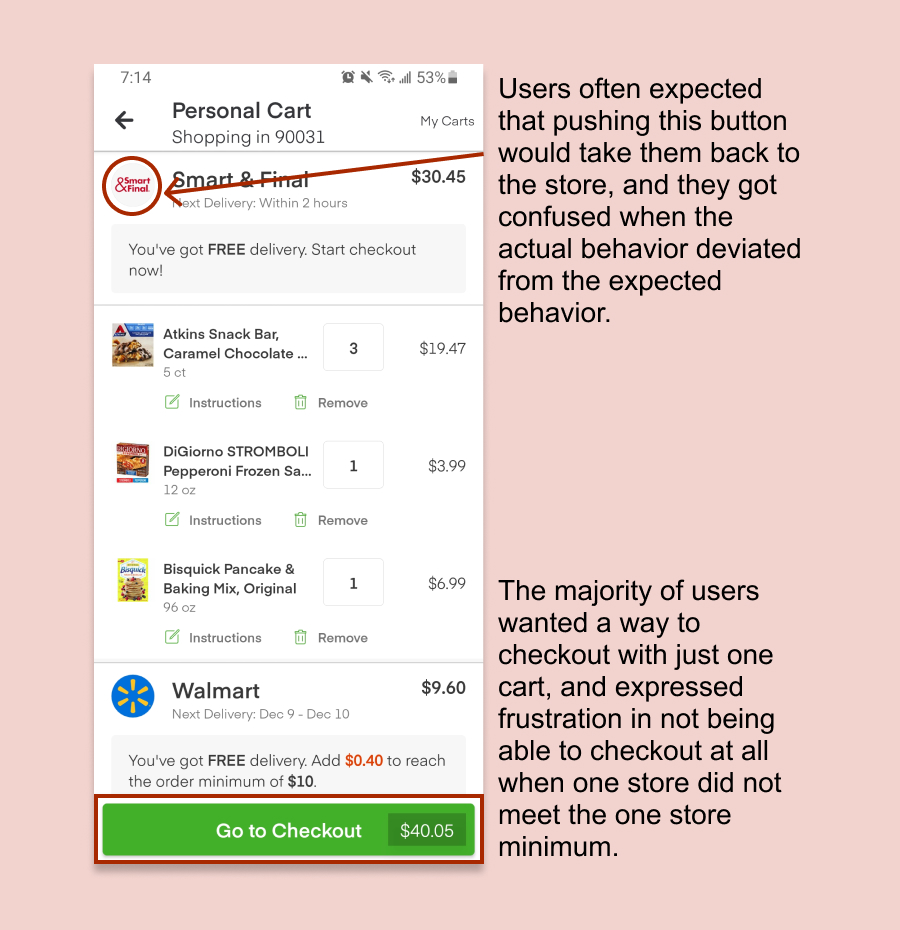 7:14
53%
Personal Cart
Shopping in 90031
My Carts
Smart
&Final.
Smart & Final
$30.45
Next Delivery: Within 2 hours
You've got FREE delivery. Start checkout
now!
Atkins Snack Bar,
Caramel Chocolate ...
5 ct
3
$19.47
Instructions
Remove
DiGiorno STROMBOLI
Pepperoni Frozen Sa...
12 oz
1
$3.99
Instructions
Remove
Bisquick
Bisquick Pancake &
Baking Mix, Original
96 oz
1
$6.99
Instructions
Remove
Walmart
$9.60
Next Delivery: Dec 9 - Dec 10
You've got FREE delivery. Add $0.40 to reach
the order minimum of $10.
Go to Checkout
$40.05
Users often expected
that pushing this button
would take them back to
the store, and they got
confused when the
actual behavior deviated
from the expected
behavior.
The majority of users
wanted a way to
checkout with just one
cart, and expressed
frustration in not being
able to checkout at all
when one store did not
meet the one store
minimum.